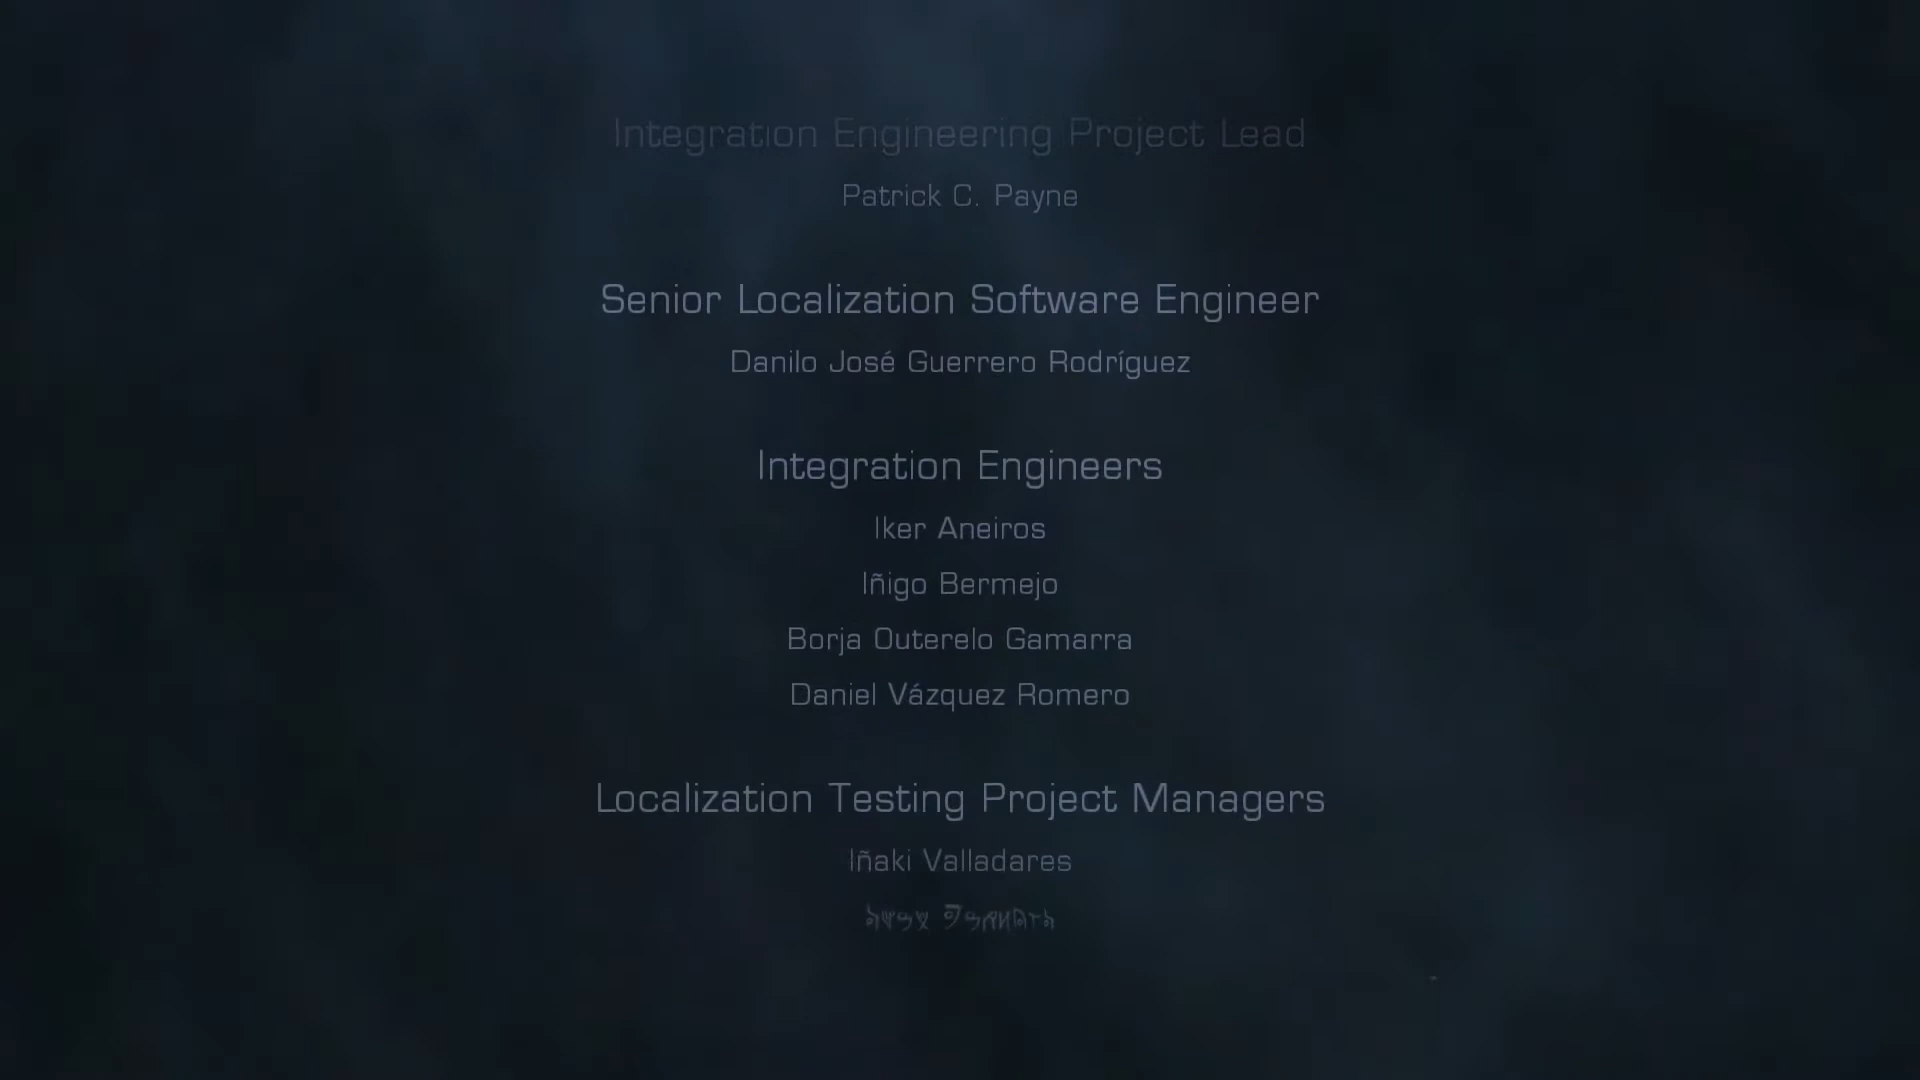 Integration Engineering Project Lead
Patrick C. Payne
Senior Localization Software Engineer
Danilo José Guerrero Rodríguez
Integration Engineers
Iker Aneiros
Iñigo Bermejo
Borja Outerelo Gamarra
Daniel Vázquez Romero
Localization Testing Project Managers
Iñaki Valladares